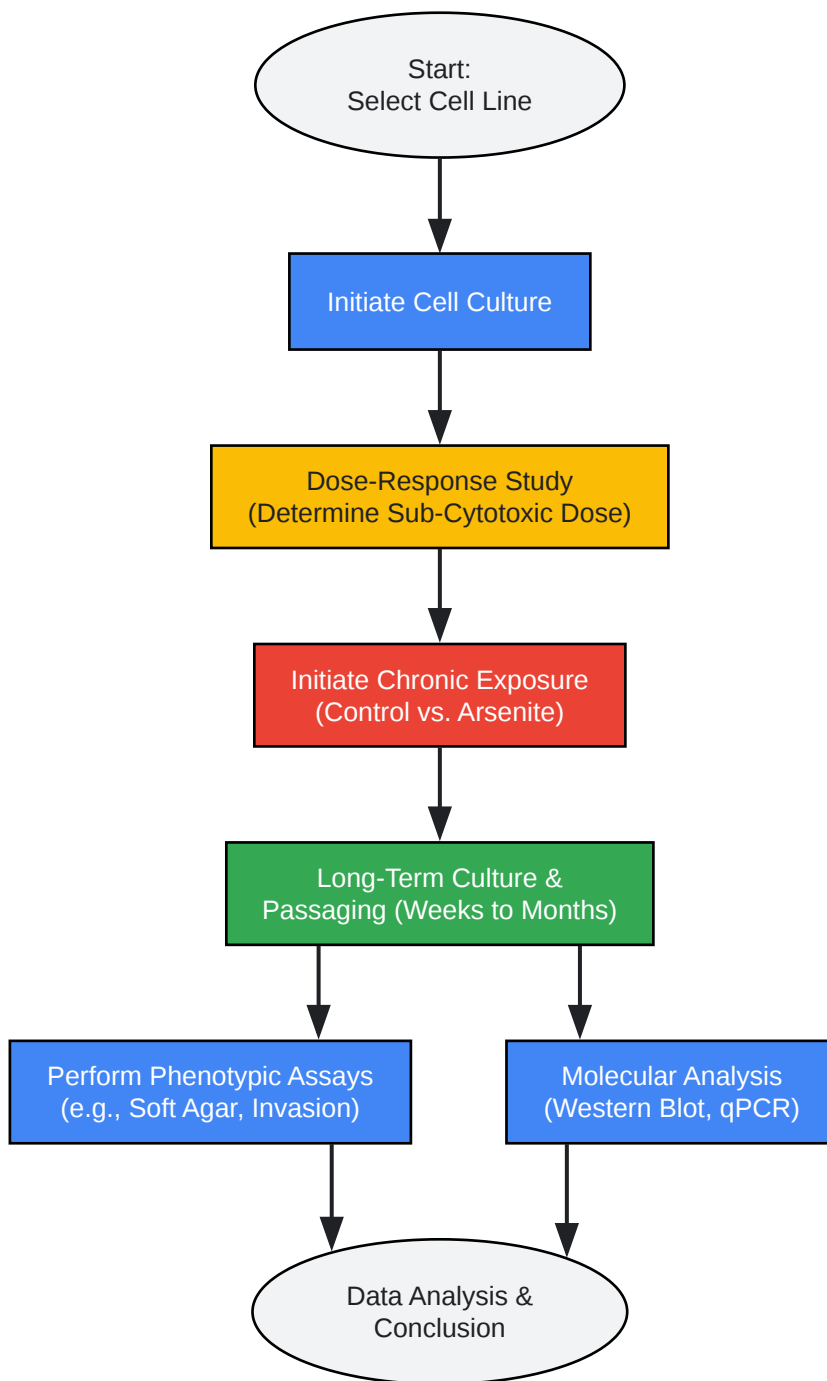 Start:
Select Cell Line
Initiate Cell Culture
Dose-Response Study
(Determine Sub-Cytotoxic Dose)
Initiate Chronic Exposure
(Control vs. Arsenite)
Long-Term Culture &
Passaging (Weeks to Months)
Perform Phenotypic Assays
(e.g., Soft Agar, Invasion)
Molecular Analysis
(Western Blot, qPCR)
Data Analysis &
Conclusion